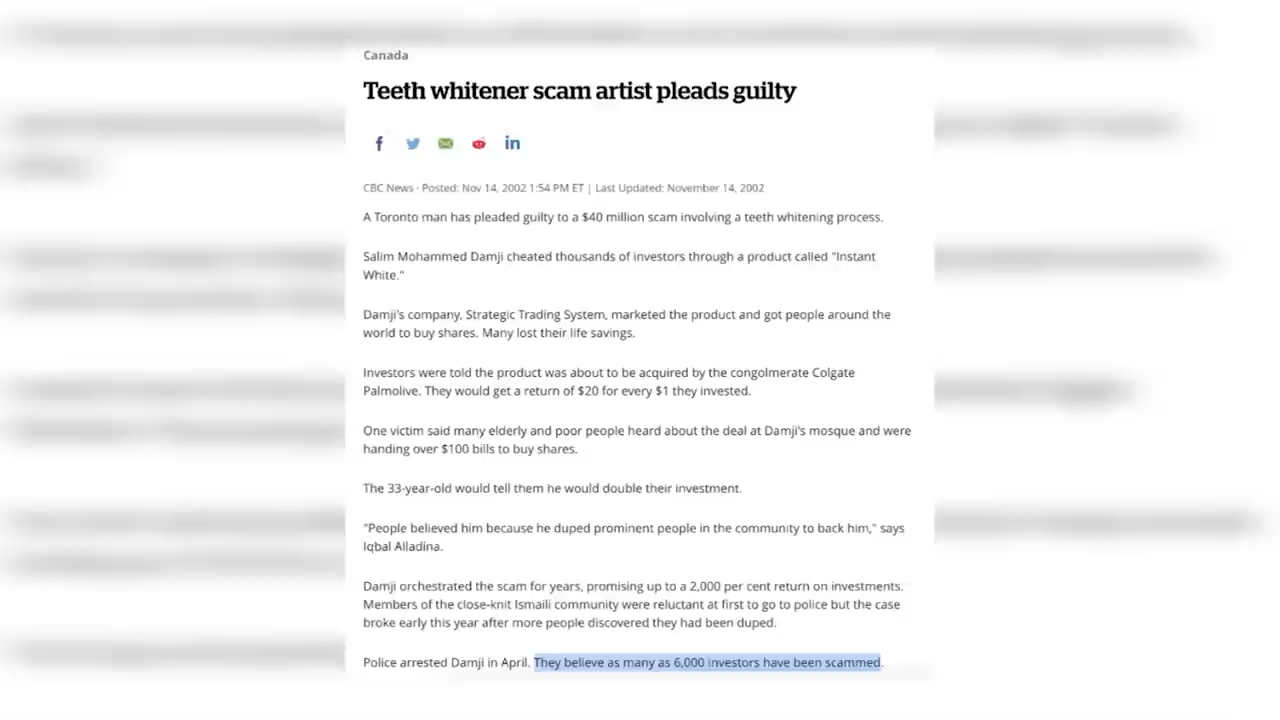 Canada
Teeth whitener scam artist pleads guilty
CBC News · Posted: Nov 14, 2002 1:54 PM ET | Last Updated: November 14, 2002
A Toronto man has pleaded guilty to a $40 million scam involving a teeth whitening process.
Salim Mohammed Damji cheated thousands of investors through a product called "Instant
White."
Damji's company, Strategic Trading System, marketed the product and got people around the
world to buy shares. Many lost their life savings.
Investors were told the product was about to be acquired by the congolmerate Colgate
Palmolive. They would get a return of $20 for every $1 they invested.
One victim said many elderly and poor people heard about the deal at Damji's mosque and were
handing over $100 bills to buy shares.
The 33-year-old would tell them he would double their investment.
"People believed him because he duped prominent people in the community to back him," says
Iqbal Alladina.
Damji orchestrated the scam for years, promising up to a 2,000 per cent return on investments.
Members of the close-knit Ismaili community were reluctant at first to go to police but the case
broke early this year after more people discovered they had been duped.
Police arrested Damji in April. They believe as many as 6,000 investors have been scammed.